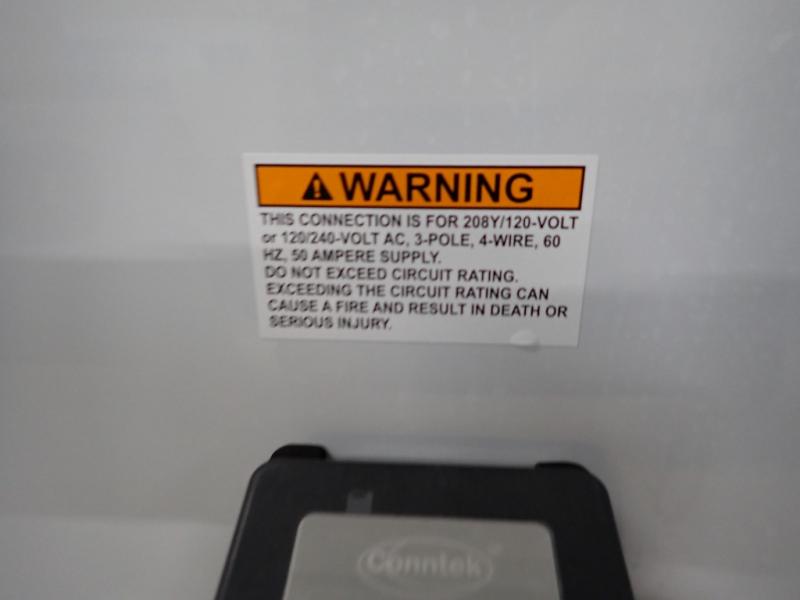 WARNING
THIS CONNECTION IS FOR 208Y/120-VOLT
or 120/240-VOLT AC, 3-POLE, 4-WIRE, 60
HZ, 50 AMPERE SUPPLY.
DO NOT EXCEED CIRCUIT RATING.
EXCEEDING THE CIRCUIT RATING CAN
CAUSE A FIRE AND RESULT IN DEATH OR
SERIOUS INJURY.
Conntek